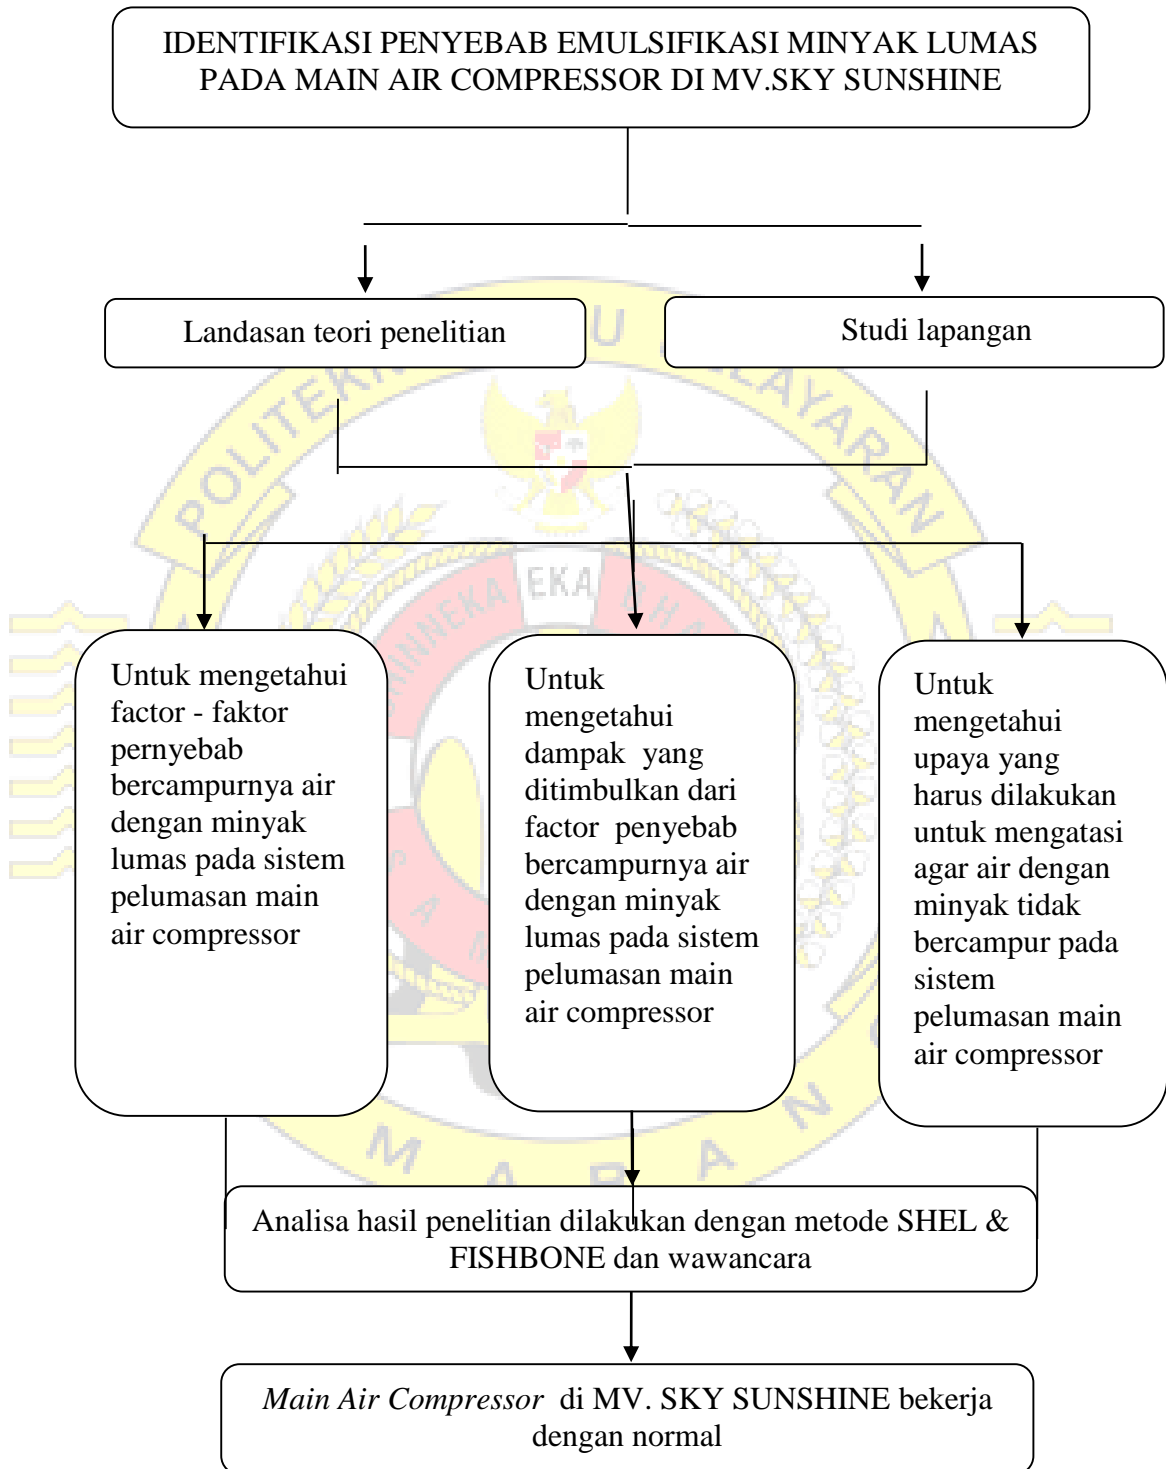 IDENTIFIKASI PENYEBAB EMULSIFIKASI MINYAK LUMAS
PADA MAIN AIR COMPRESSOR DI MV.SKY SUNSHINE
Landasan teori penelitian
Studi lapangan
Untuk mengetahui
factor - faktor
pernyebab
bercampurnya air
dengan minyak
lumas pada sistem
pelumasan main
air compressor
Untuk
mengetahui
dampak yang
ditimbulkan dari
factor penyebab
bercampurnya air
dengan minyak
lumas pada sistem
pelumasan main
air compressor
Untuk
mengetahui
upaya yang
harus dilakukan
untuk mengatasi
agar air dengan
minyak tidak
bercampur pada
sistem
pelumasan main
air compressor
Analisa hasil penelitian dilakukan dengan metode SHEL &
FISHBONE dan wawancara
Main Air Compressor di MV. SKY SUNSHINE bekerja
dengan normal